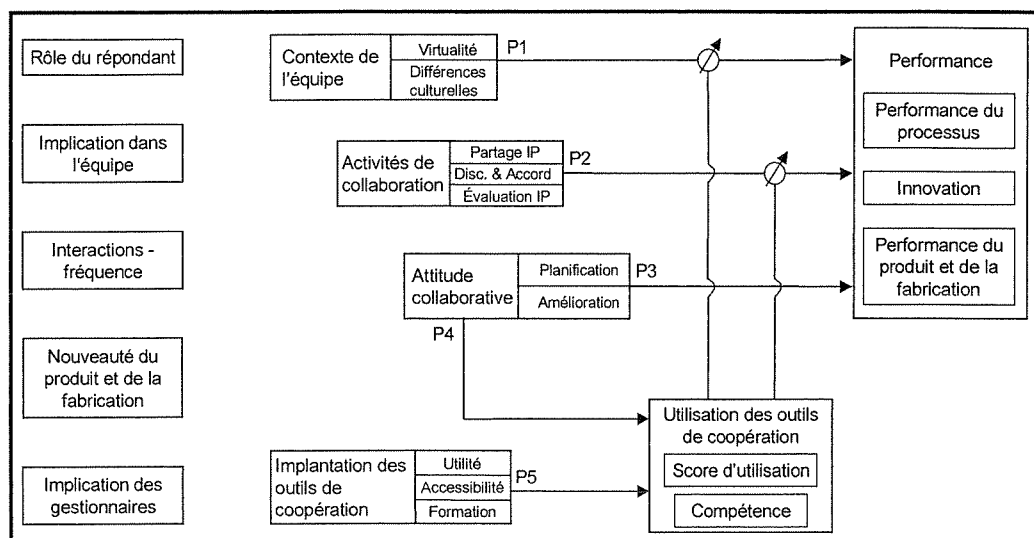 Rôle du répondant
Implication dans
l'équipe
Interactions -
fréquence
Nouveauté du
produit et de la
fabrication
Implication des
gestionnaires
Contexte de
l'équipe
Virtualité
Différences
culturelles
P1
Activités de
collaboration
Partage IP
Disc. & Accord
Évaluation IP
P2
Attitude
collaborative
Planification
Amélioration
P3
P4
Implantation des
outils de
coopération
Utilité
Accessibilité
Formation
P5
Utilisation des outils
de coopération
Score d'utilisation
Compétence
Performance
Performance du
processus
Innovation
Performance du
produit et de la
fabrication